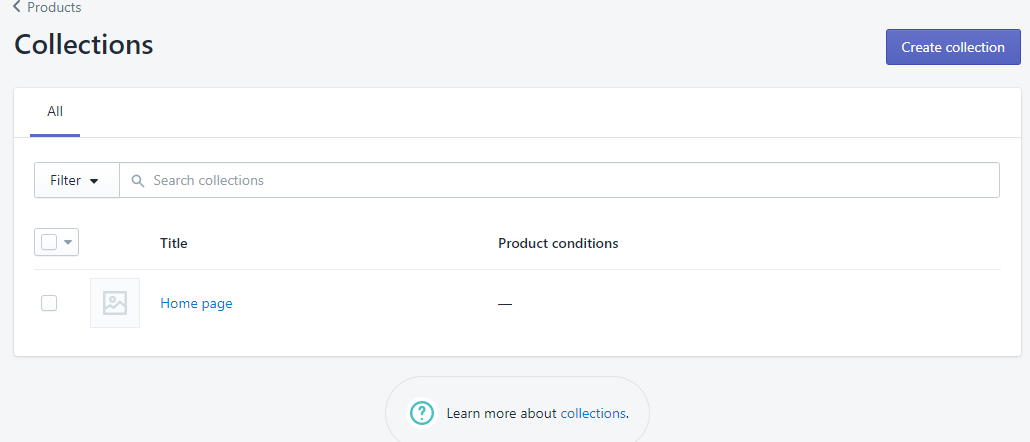 Products
Collections
Create collection
All
Filter
Search collections
Title Product conditions
Home page —
? Learn more about collections.